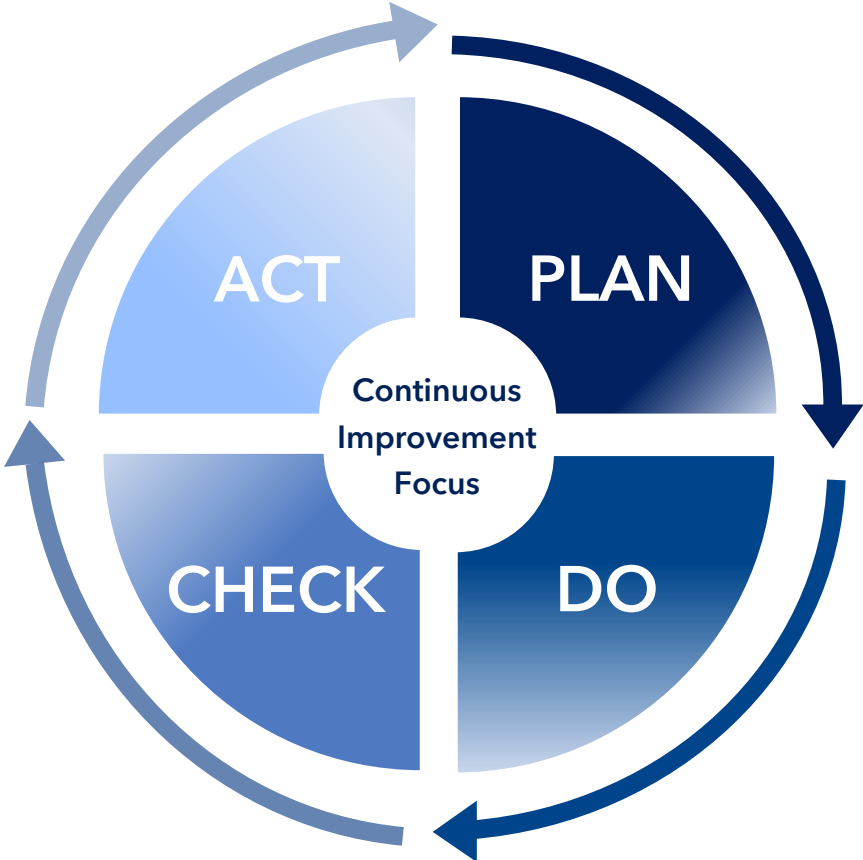 ACT
PLAN
Continuous
Improvement
Focus
CHECK
DO